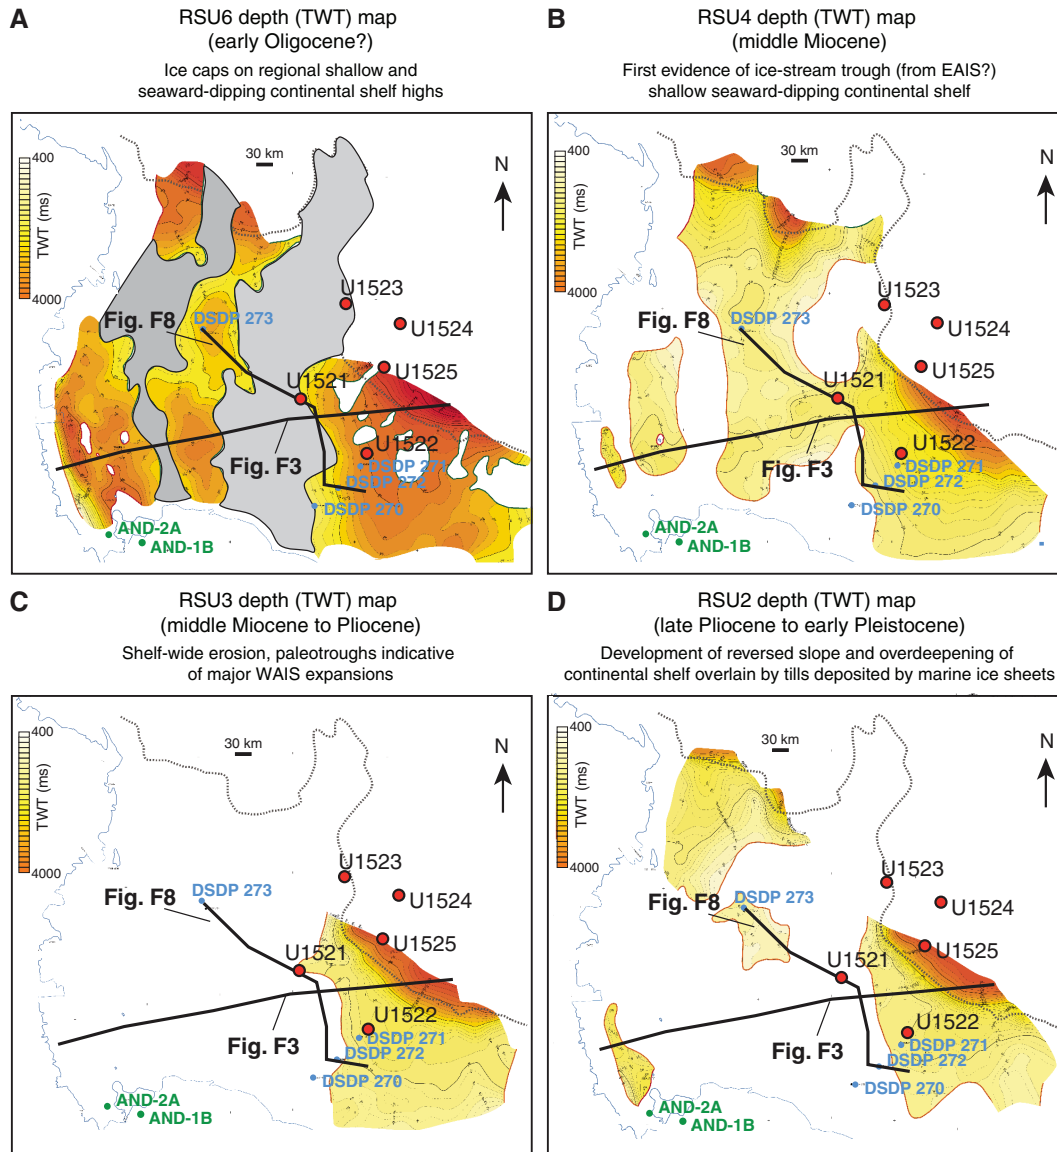 A
RSU6 depth (TWT) map
(early Oligocene?)
Ice caps on regional shallow and
seaward-dipping continental shelf highs
400
30 km
N
TWT (ms)
4000
U1523
Fig. F8
DSDP 273
U1524
U1525
U1521
U1522
Fig. F3
DSDP 271
DSDP 272
DSDP 270
AND-2A
AND-1B
B
RSU4 depth (TWT) map
(middle Miocene)
First evidence of ice-stream trough (from EAIS?)
shallow seaward-dipping continental shelf
400
30 km
N
TWT (ms)
4000
U1523
Fig. F8
DSDP 273
U1524
U1525
U1521
U1522
Fig. F3
DSDP 271
DSDP 272
DSDP 270
AND-2A
AND-1B
C
RSU3 depth (TWT) map
(middle Miocene to Pliocene)
Shelf-wide erosion, paleotroughs indicative
of major WAIS expansions
400
30 km
N
TWT (ms)
4000
U1523
Fig. F8
DSDP 273
U1524
U1525
U1521
U1522
Fig. F3
DSDP 271
DSDP 272
DSDP 270
AND-2A
AND-1B
D
RSU2 depth (TWT) map
(late Pliocene to early Pleistocene)
Development of reversed slope and overdeepening of
continental shelf overlain by tills deposited by marine ice sheets
400
30 km
N
TWT (ms)
4000
U1523
Fig. F8
DSDP 273
U1524
U1525
U1521
U1522
Fig. F3
DSDP 271
DSDP 272
DSDP 270
AND-2A
AND-1B